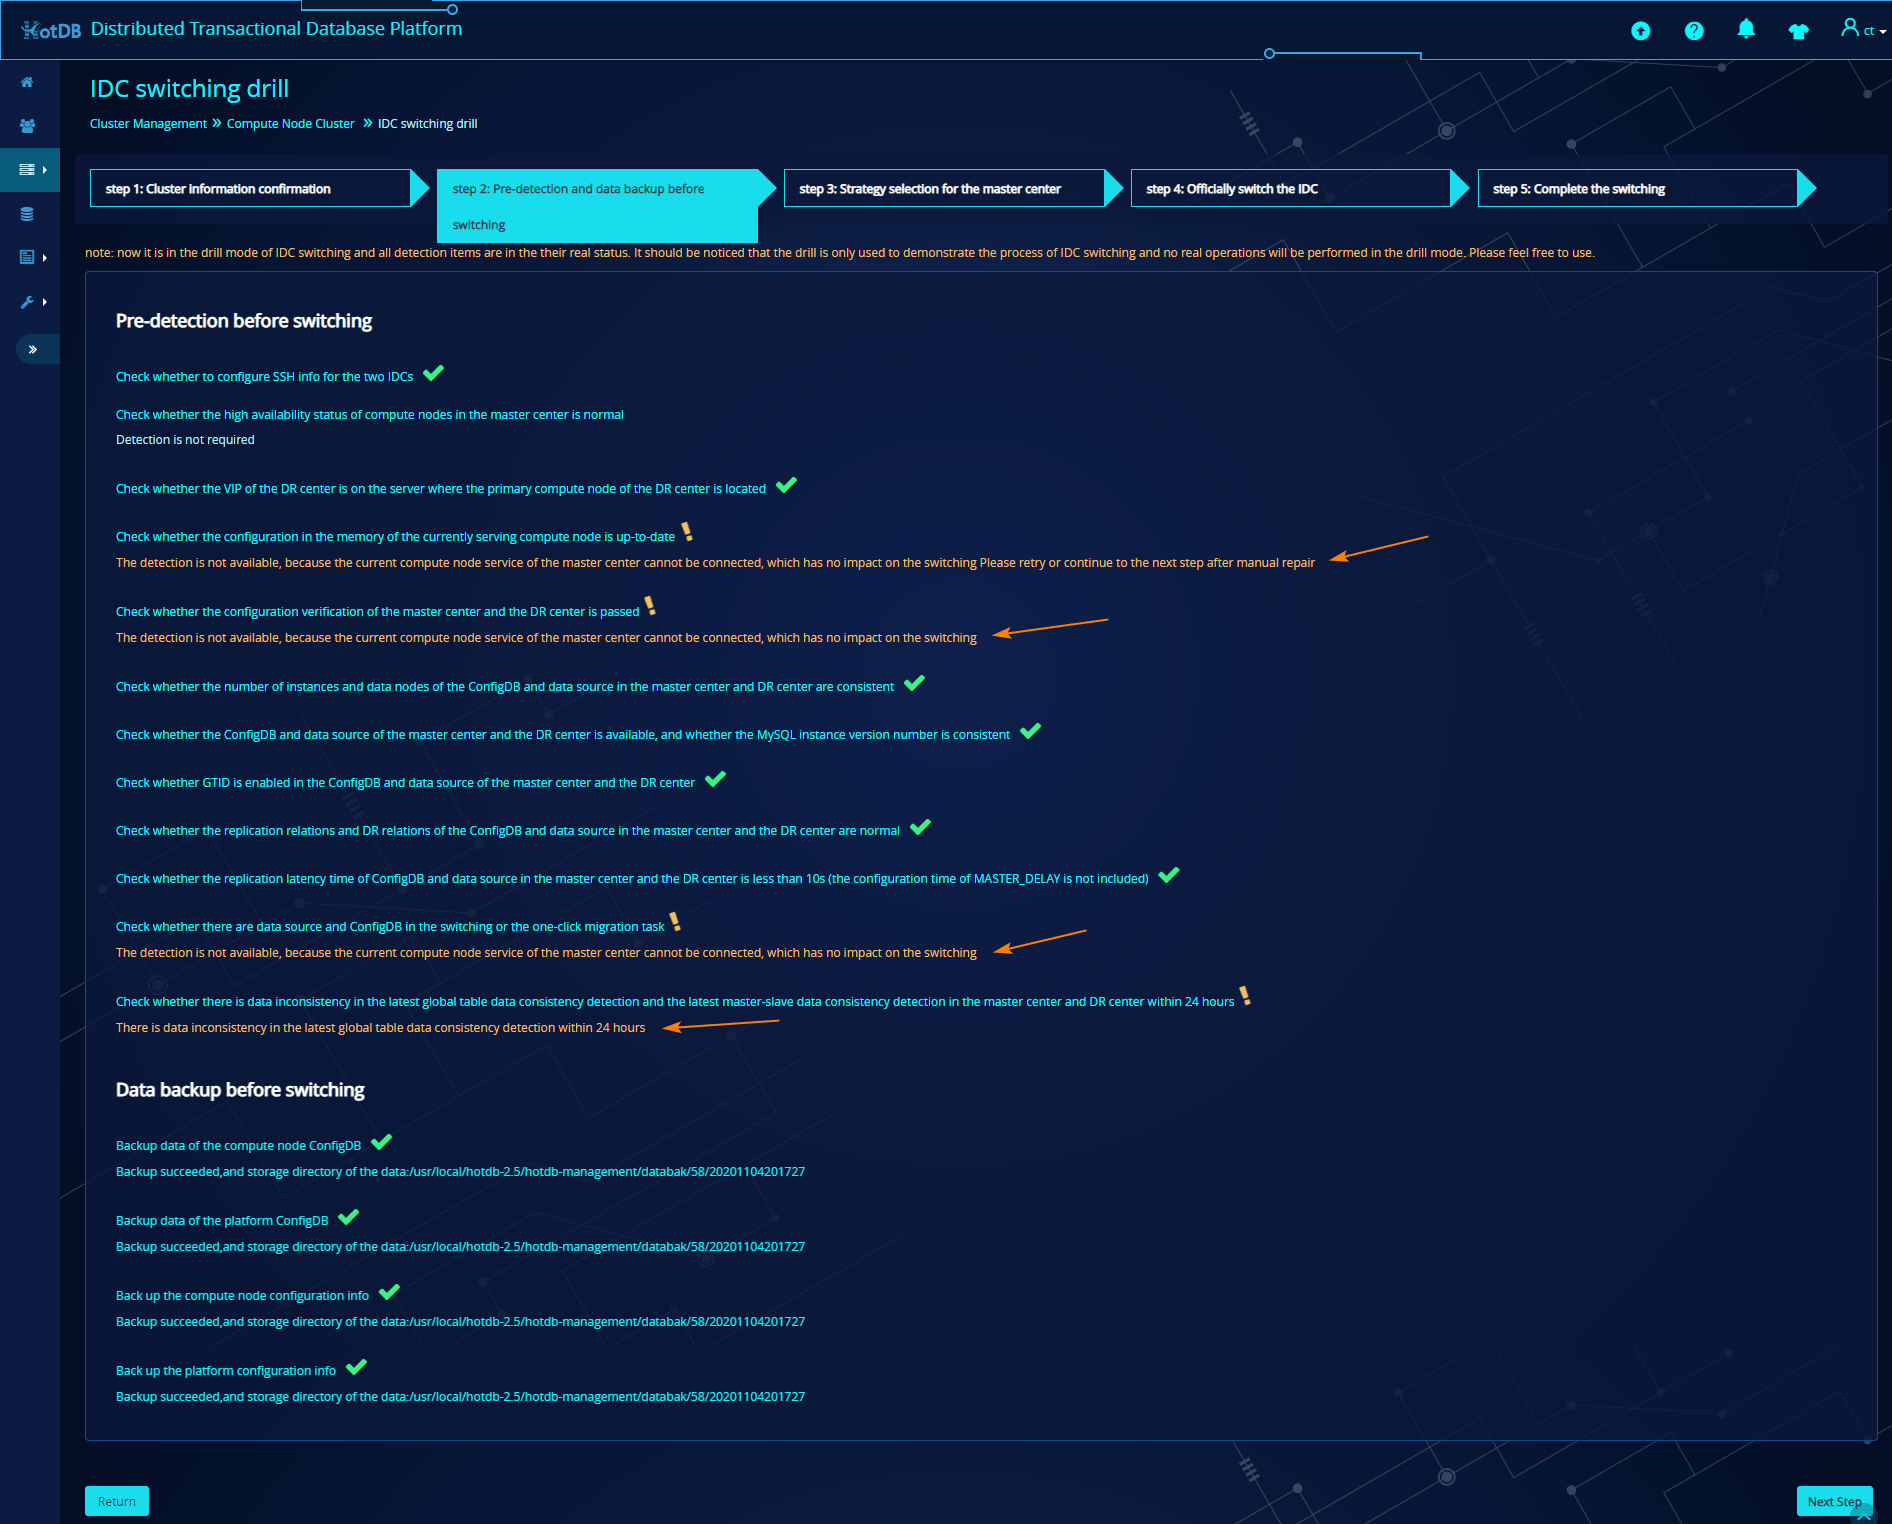 HotDB Distributed Transactional Database Platform
ct
IDC switching drill
Cluster Management » Compute Node Cluster » IDC switching drill
step 1: Cluster information confirmation
step 2: Pre-detection and data backup before
switching
step 3: Strategy selection for the master center
step 4: Officially switch the IDC
step 5: Complete the switching
note: now it is in the drill mode of IDC switching and all detection items are in the their real status. It should be noticed that the drill is only used to demonstrate the process of IDC switching and no real operations will be performed in the drill mode. Please feel free to use.
Pre-detection before switching
Check whether to configure SSH info for the two IDCs
Check whether the high availability status of compute nodes in the master center is normal
Detection is not required
Check whether the VIP of the DR center is on the server where the primary compute node of the DR center is located
Check whether the configuration in the memory of the currently serving compute node is up-to-date
The detection is not available, because the current compute node service of the master center cannot be connected, which has no impact on the switching Please retry or continue to the next step after manual repair
Check whether the configuration verification of the master center and the DR center is passed
The detection is not available, because the current compute node service of the master center cannot be connected, which has no impact on the switching
Check whether the number of instances and data nodes of the ConfigDB and data source in the master center and DR center are consistent
Check whether the ConfigDB and data source of the master center and the DR center is available, and whether the MySQL instance version number is consistent
Check whether GTID is enabled in the ConfigDB and data source of the master center and the DR center
Check whether the replication relations and DR relations of the ConfigDB and data source in the master center and the DR center are normal
Check whether the replication latency time of ConfigDB and data source in the master center and the DR center is less than 10s (the configuration time of MASTER_DELAY is not included)
Check whether there are data source and ConfigDB in the switching or the one-click migration task
The detection is not available, because the current compute node service of the master center cannot be connected, which has no impact on the switching
Check whether there is data inconsistency in the latest global table data consistency detection and the latest master-slave data consistency detection in the master center and DR center within 24 hours
There is data inconsistency in the latest global table data consistency detection within 24 hours
Data backup before switching
Backup data of the compute node ConfigDB
Backup succeeded,and storage directory of the data:/usr/local/hotdb-2.5/hotdb-management/databak/58/20201104201727
Backup data of the platform ConfigDB
Backup succeeded,and storage directory of the data:/usr/local/hotdb-2.5/hotdb-management/databak/58/20201104201727
Back up the compute node configuration info
Backup succeeded,and storage directory of the data:/usr/local/hotdb-2.5/hotdb-management/databak/58/20201104201727
Back up the platform configuration info
Backup succeeded,and storage directory of the data:/usr/local/hotdb-2.5/hotdb-management/databak/58/20201104201727
Return
Next Step